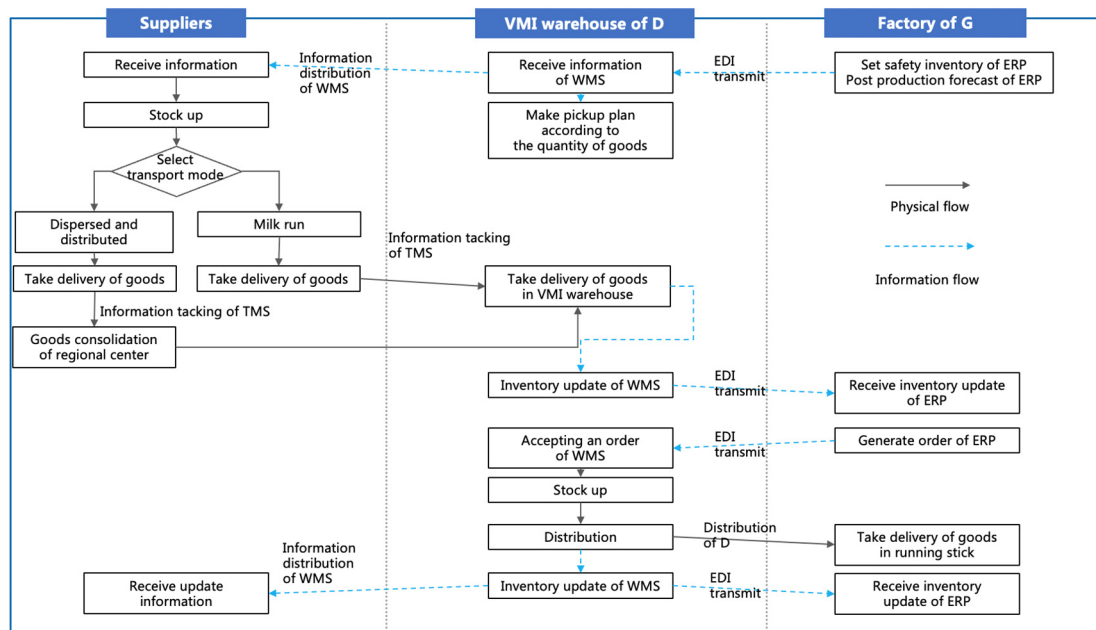 Suppliers
VMI warehouse of D
Factory of G
Receive information
Information
distribution
of WMS
Receive information
of WMS
EDI
transmit
Set safety inventory of ERP
Post production forecast of ERP
Stock up
Make pickup plan
according to
the quantity of goods
Select
transport mode
Physical flow
Dispersed and
distributed
Milk run
Information tacking
of TMS
Information flow
Take delivery of goods
Take delivery of goods
Take delivery of goods
in VMI warehouse
Information tacking of TMS
Goods consolidation
of regional center
Inventory update of WMS
EDI
transmit
Receive inventory update
of ERP
Accepting an order
of WMS
EDI
transmit
Generate order of ERP
Stock up
Distribution
Distribution
of D
Take delivery of goods
in running stick
Information
distribution
of WMS
Receive update
information
Inventory update of WMS
EDI
transmit
Receive inventory
update of ERP